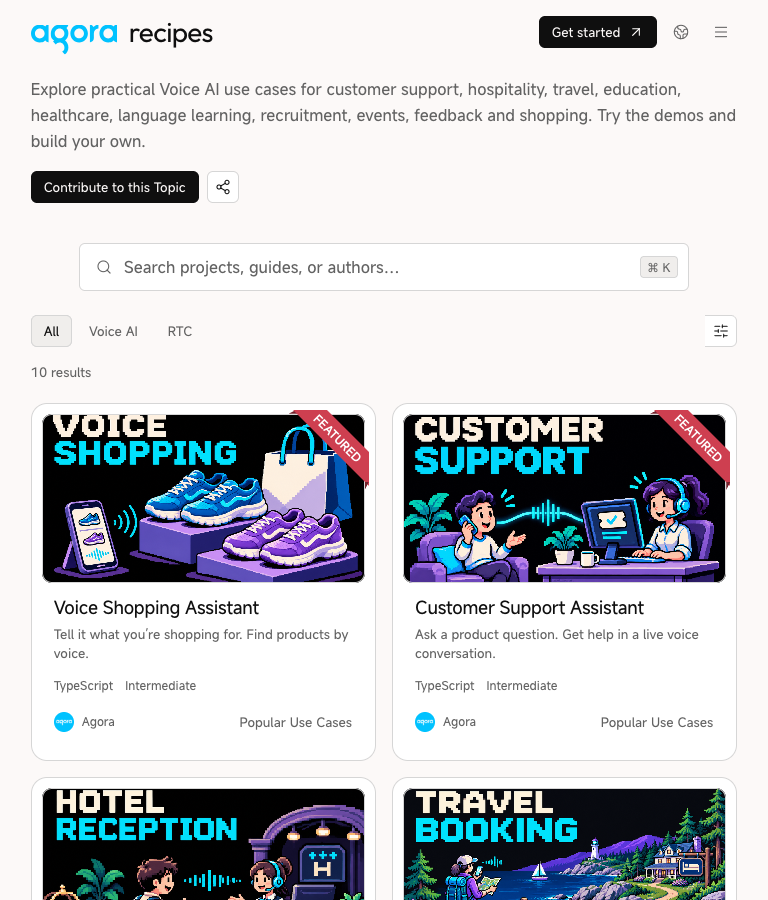 agora recipes
Get started
Explore practical Voice AI use cases for customer support, hospitality, travel, education,
healthcare, language learning, recruitment, events, feedback and shopping. Try the demos and
build your own.
Contribute to this Topic
Search projects, guides, or authors...
⌘ K
All
Voice AI
RTC
10 results
VOICE
SHOPPING
FEATURED
Voice Shopping Assistant
Tell it what you're shopping for. Find products by
voice.
TypeScript Intermediate
agora Agora
Popular Use Cases
CUSTOMER
SUPPORT
FEATURED
Customer Support Assistant
Ask a product question. Get help in a live voice
conversation.
TypeScript Intermediate
agora Agora
Popular Use Cases
HOTEL
RECEPTION
H
TRAVEL
BOOKING